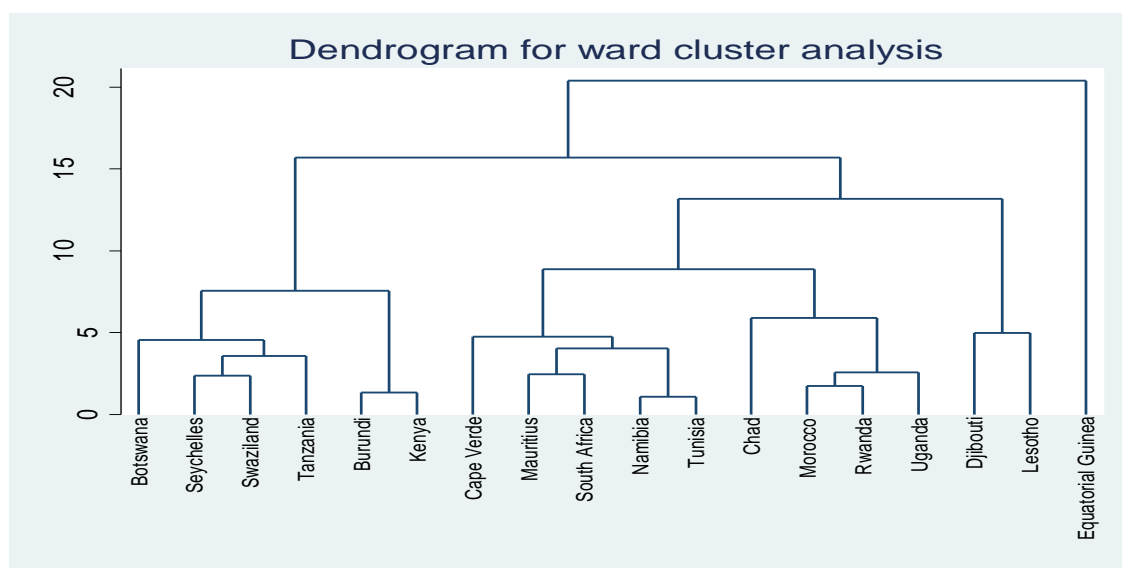 Dendrogram for ward cluster analysis
20
15
10
5
0
Botswana
Seychelles
Swaziland
Tanzania
Burundi
Kenya
Cape Verde
Mauritius
South Africa
Namibia
Tunisia
Chad
Morocco
Rwanda
Uganda
Djibouti
Lesotho
Equatorial Guinea